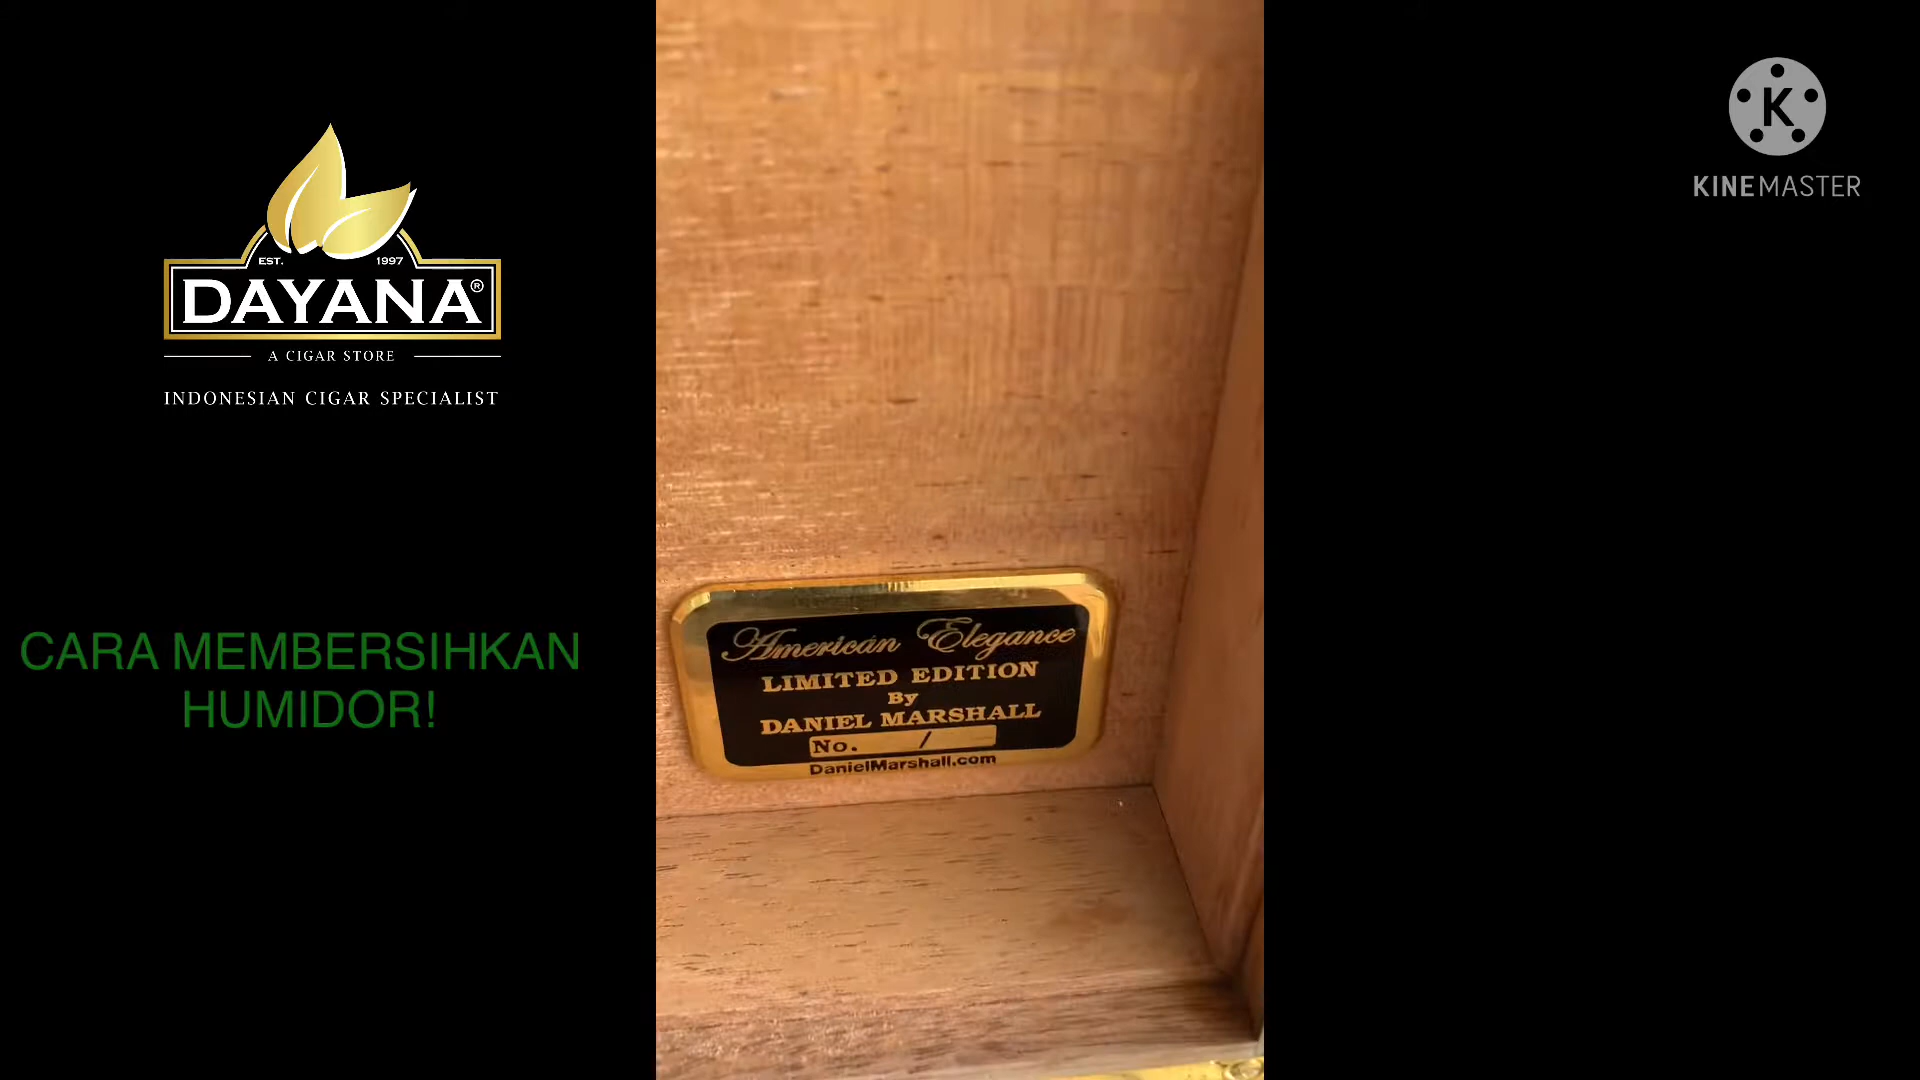 EST. 1997
DAYANA®
A CIGAR STORE
INDONESIAN CIGAR SPECIALIST
CARA MEMBERSIHKAN
HUMIDOR!
American Elegance
LIMITED EDITION
By
DANIEL MARSHALL
No. /
DanielMarshall.com
K
KINEMASTER